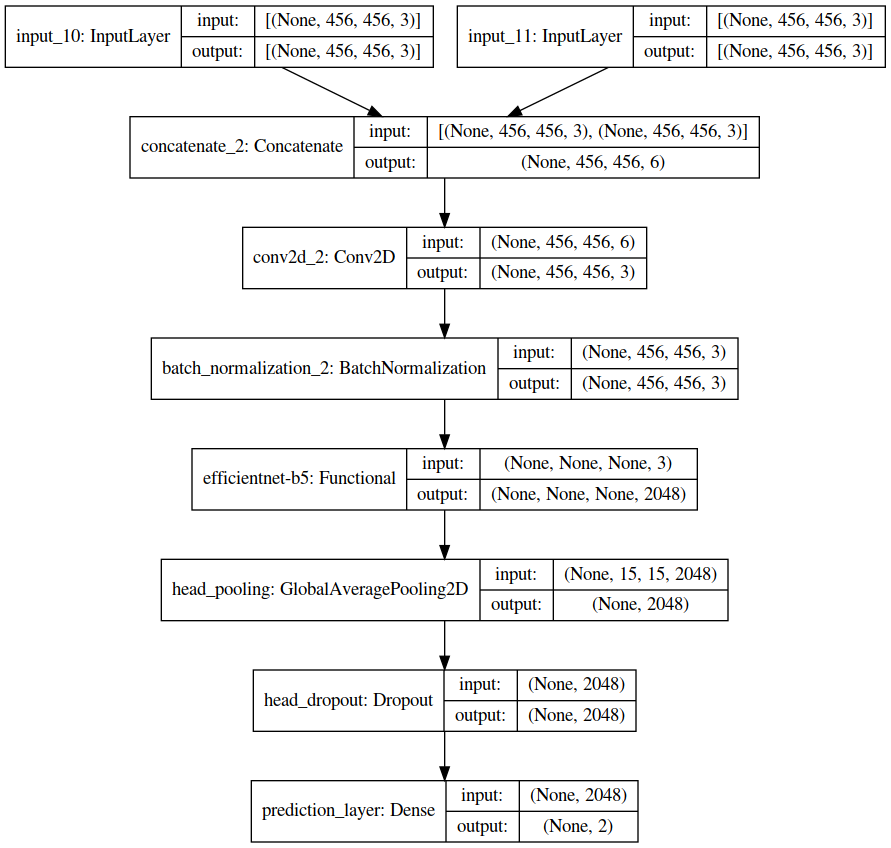 input_10: InputLayer
input: [(None, 456, 456, 3)]
output: [(None, 456, 456, 3)]
input_11: InputLayer
input: [(None, 456, 456, 3)]
output: [(None, 456, 456, 3)]
concatenate_2: Concatenate
input: [(None, 456, 456, 3), (None, 456, 456, 3)]
output: (None, 456, 456, 6)
conv2d_2: Conv2D
input: (None, 456, 456, 6)
output: (None, 456, 456, 3)
batch_normalization_2: BatchNormalization
input: (None, 456, 456, 3)
output: (None, 456, 456, 3)
efficientnet-b5: Functional
input: (None, None, None, 3)
output: (None, None, None, 2048)
head_pooling: GlobalAveragePooling2D
input: (None, 15, 15, 2048)
output: (None, 2048)
head_dropout: Dropout
input: (None, 2048)
output: (None, 2048)
prediction_layer: Dense
input: (None, 2048)
output: (None, 2)